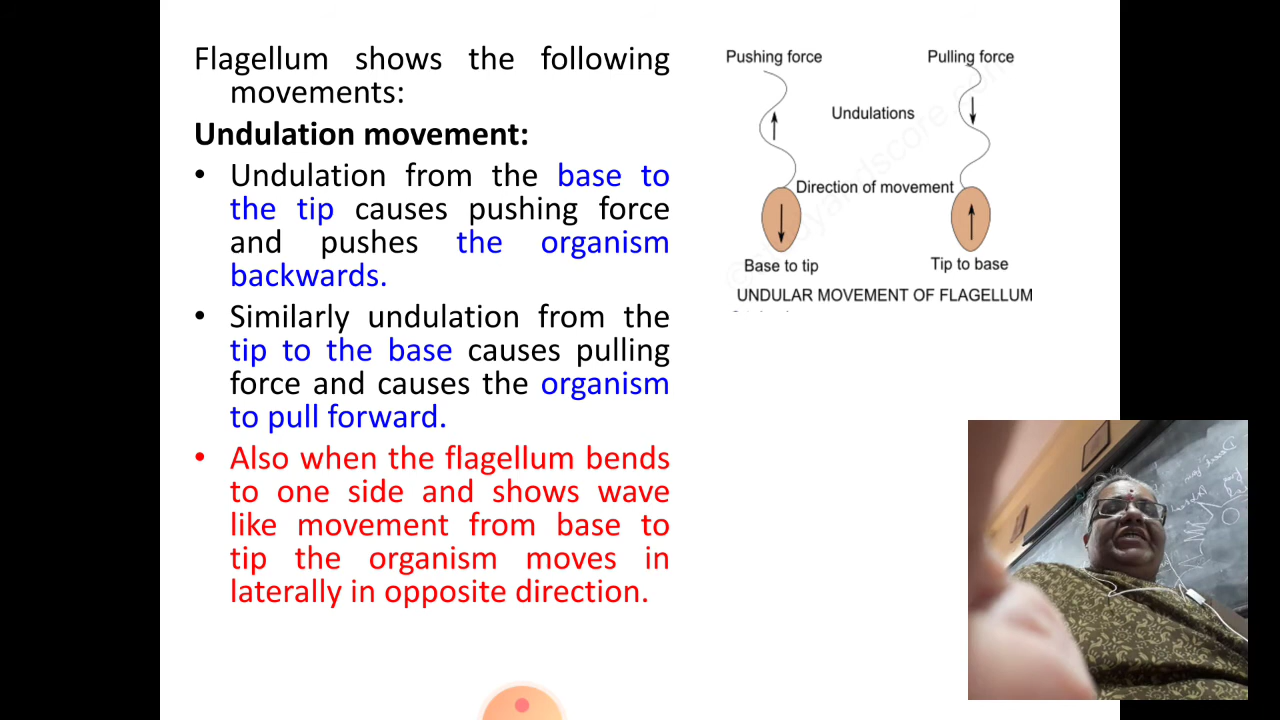 Flagellum shows the following
movements:
Undulation movement:
• Undulation from the base to
the tip causes pushing force
and pushes the organism
backwards.
• Similarly undulation from the
tip to the base causes pulling
force and causes the organism
to pull forward.
• Also when the flagellum bends
to one side and shows wave
like movement from base to
tip the organism moves in
laterally in opposite direction.
Pushing force
Pulling force
Undulations
Direction of movement
Base to tip
Tip to base
UNDULAR MOVEMENT OF FLAGELLUM